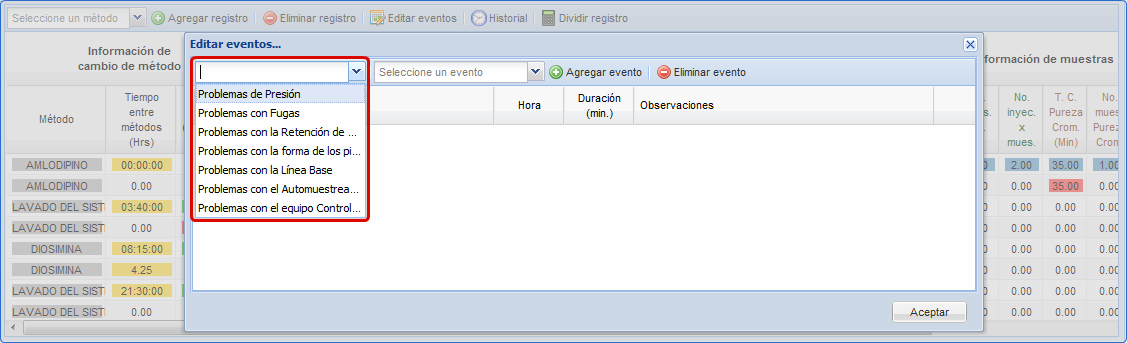 Seleccione un método
Agregar registro
Eliminar registro
Editar eventos
Historial
Dividir registro
Información de
cambio de método
formación de muestras
Editar eventos...
Seleccione un evento
Agregar evento
Eliminar evento
Problemas de Presión
Problemas con Fugas
Problemas con la Retención de ...
Problemas con la forma de los pi...
Problemas con la Línea Base
Problemas con el Automuestrea...
Problemas con el equipo Control...
Hora
Duración
(min.)
Observaciones
Aceptar
Método
Tiempo
entre
métodos
(Hrs)
No.
inyec.
x
mues.
T. C.
Pureza
Crom.
(Min)
No.
mues
Pureza
Crom.
AMLODIPINO 00:00:00 2.00 35.00 1.00
AMLODIPINO 0.00 0.00 35.00 0.00
LAVADO DEL SIST 03:40:00 0.00 0.00 0.00
LAVADO DEL SIST 0.00 0.00 0.00 0.00
DIOSIMINA 08:15:00 0.00 0.00 0.00
DIOSIMINA 4.25 0.00 0.00 0.00
LAVADO DEL SIST 21:30:00 0.00 0.00 0.00
LAVADO DEL SIST 0.00 0.00 0.00 0.00